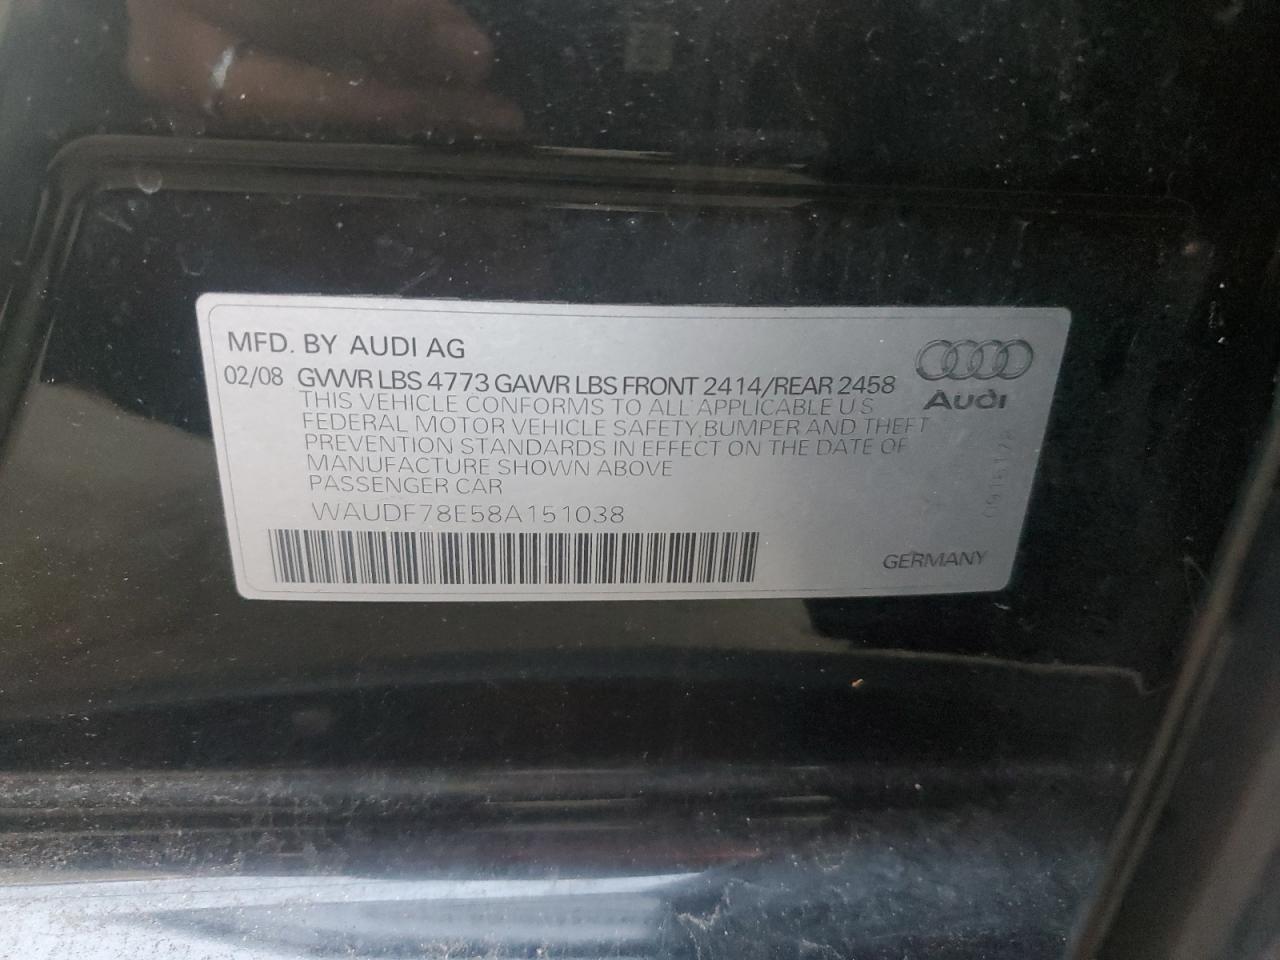 MFD. BY AUDI AG
02/08 GVWR LBS 4773 GAWR LBS FRONT 2414/REAR 2458
THIS VEHICLE CONFORMS TO ALL APPLICABLE U S
FEDERAL MOTOR VEHICLE SAFETY,BUMPER AND THEFT
PREVENTION STANDARDS IN EFFECT ON THE DATE OF
MANUFACTURE SHOWN ABOVE
PASSENGER CAR
WAUDF78E58A151038
Audi
GERMANY